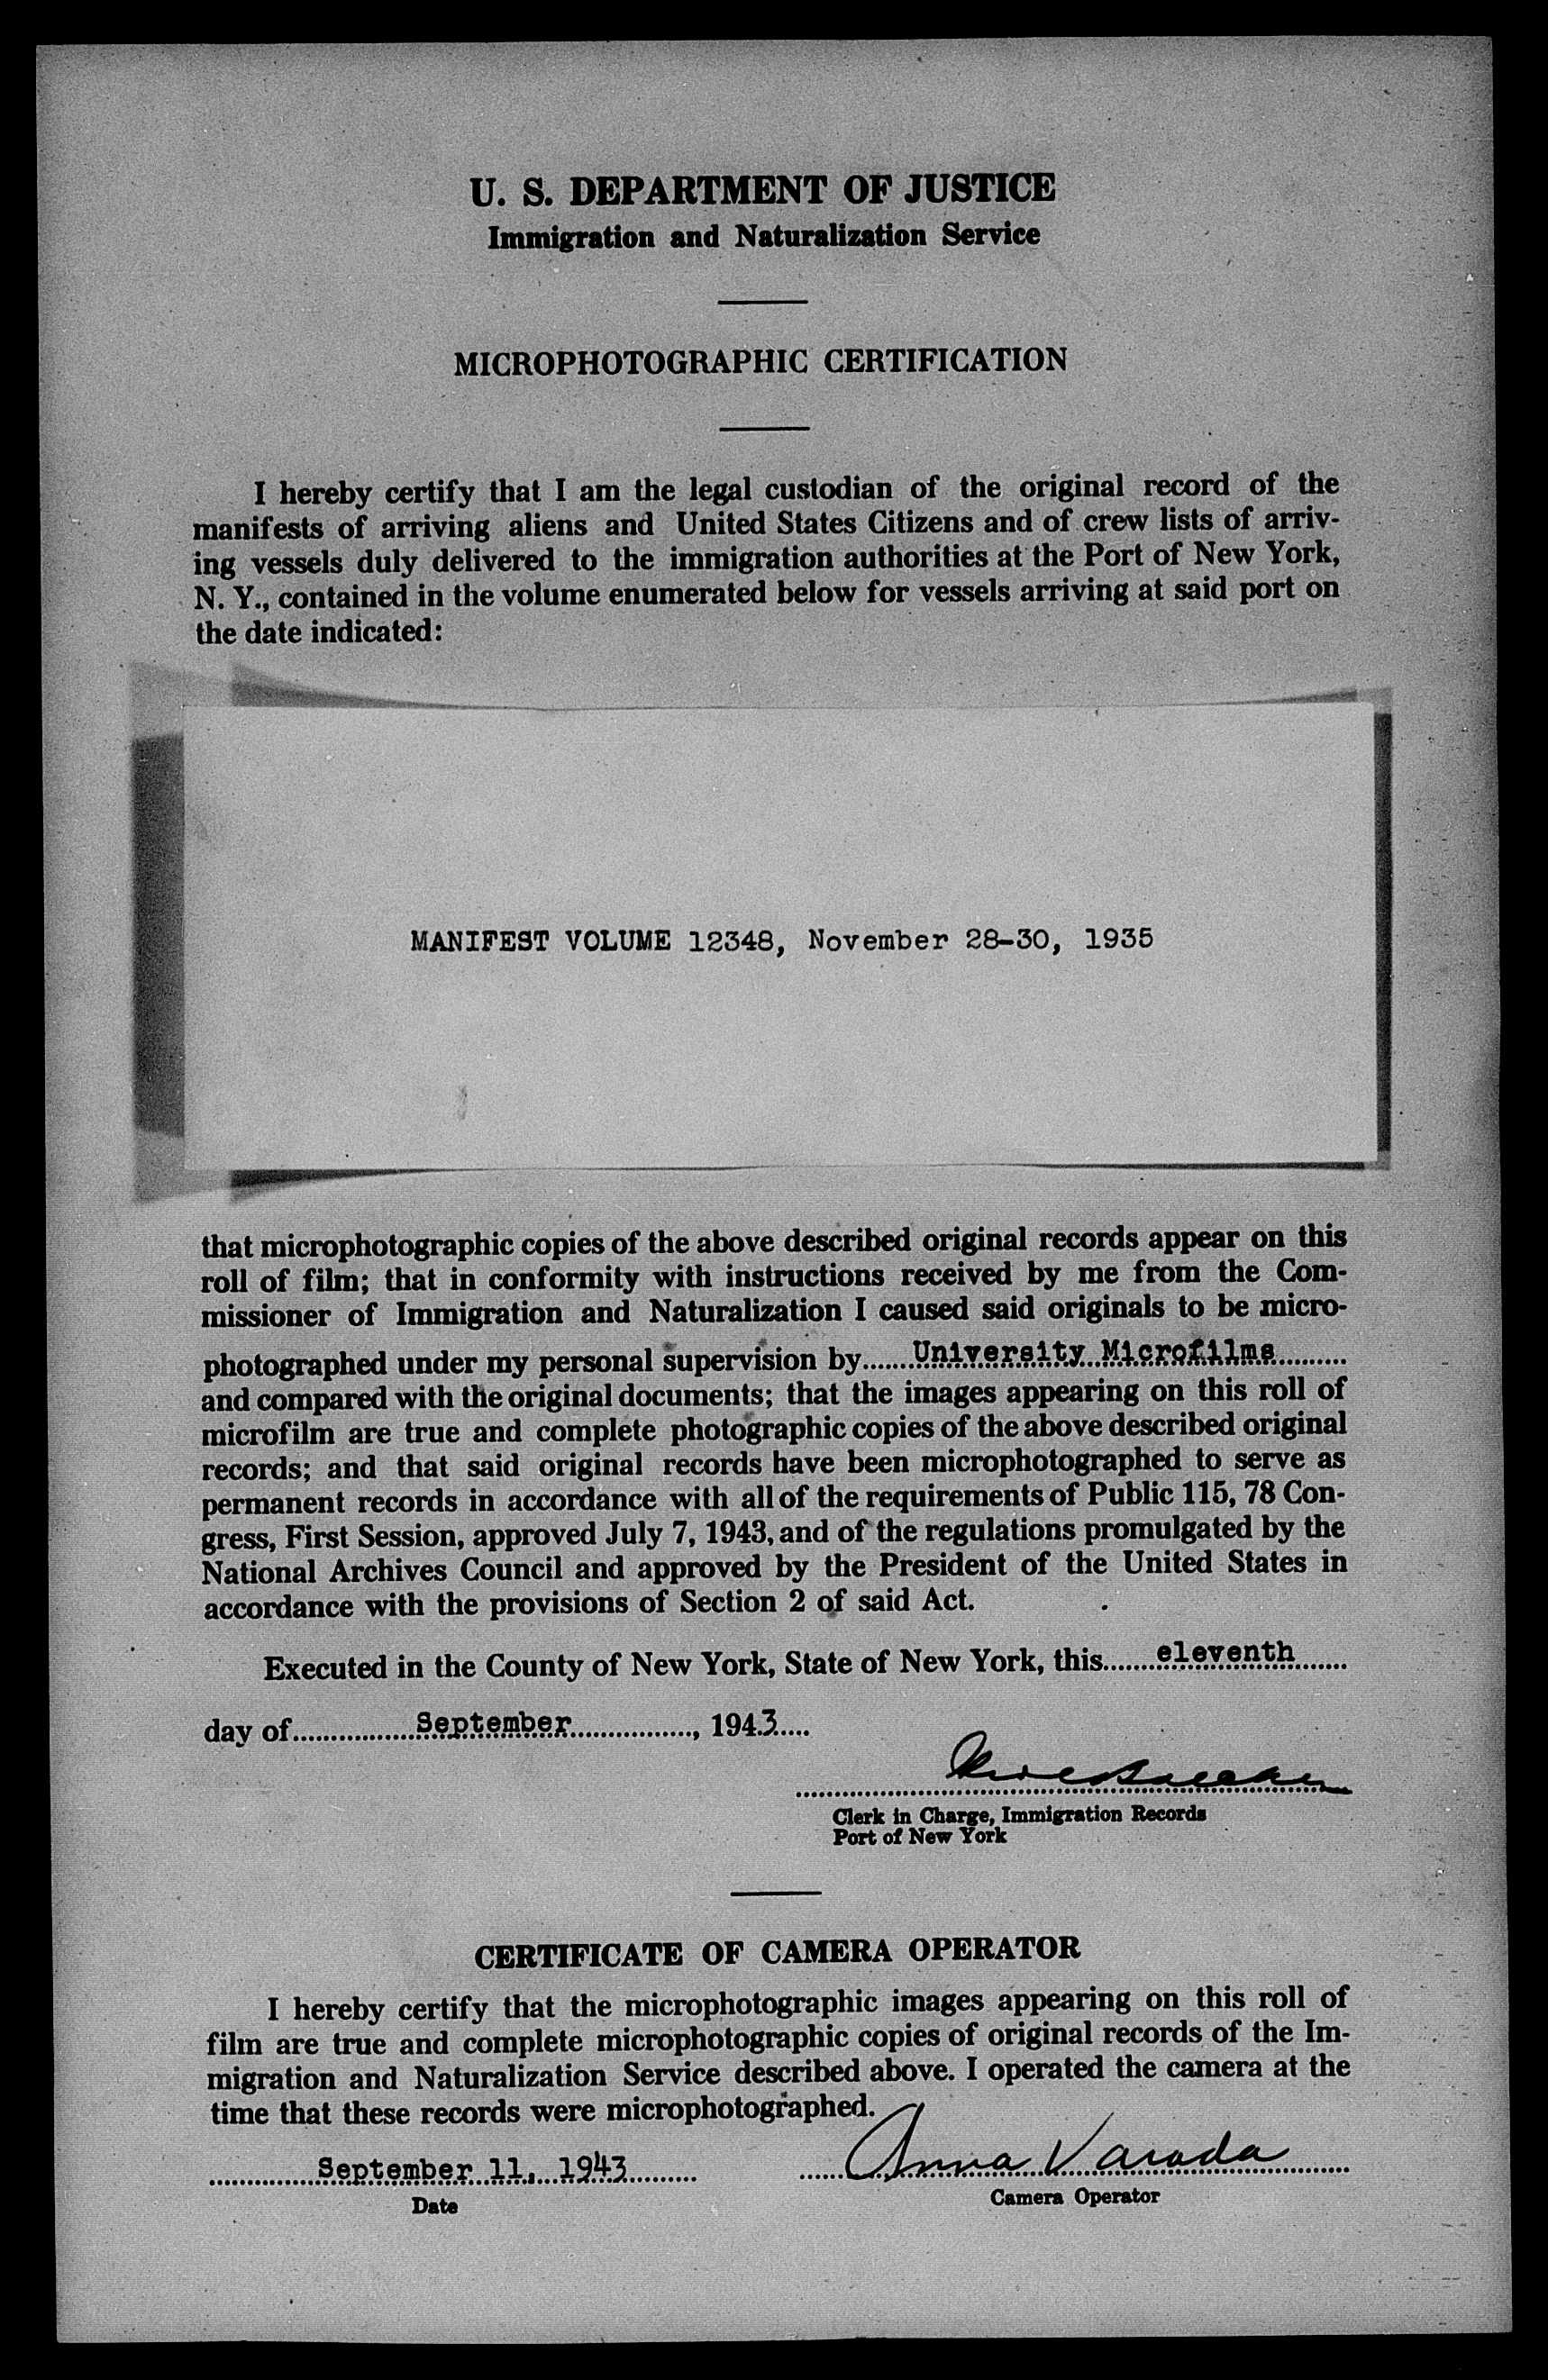 U. S. DEPARTMENT OF JUSTICE
Immigration and Naturalization Service
MICROPHOTOGRAPHIC CERTIFICATION
I hereby certify that I am the legal custodian of the original record of the
manifests of arriving aliens and United States Citizens and of crew lists of arriv-
ing vessels duly delivered to the immigration authorities at the Port of New York,
N. Y., contained in the volume enumerated below for vessels arriving at said port on
the date indicated:
MANIFEST VOLUME 12348, November 28-30, 1935
that microphotographic copies of the above described original records appear on this
roll of film; that in conformity with instructions received by me from the Com-
missioner of Immigration and Naturalization I caused said originals to be micro-
photographed under my personal supervision by University Microfilms
and compared with the original documents; that the images appearing on this roll of
microfilm are true and complete photographic copies of the above described original
records; and that said original records have been microphotographed to serve as
permanent records in accordance with all of the requirements of Public 115, 78 Con-
gress, First Session, approved July 7, 1943, and of the regulations promulgated by the
National Archives Council and approved by the President of the United States in
accordance with the provisions of Section 2 of said Act.
Executed in the County of New York, State of New York, this eleventh
day of September, 1943
Clerk in Charge, Immigration Records
Port of New York
CERTIFICATE OF CAMERA OPERATOR
I hereby certify that the microphotographic images appearing on this roll of
film are true and complete microphotographic copies of original records of the Im-
migration and Naturalization Service described above. I operated the camera at the
time that these records were microphotographed.
September 11, 1943 Anna Varada
Date Camera Operator